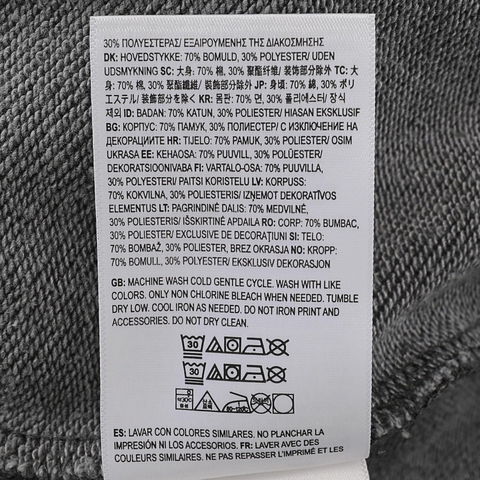 30% ΠΟΛΥΕΣΤΕΡΑΣ/ ΕΞΑΙΡΟΥΜΕΝΗΣ ΤΗΣ ΔΙΑΚΟΣΜΗΣΗΣ
DK: HOVEDSTYKKE: 70% BOMULD, 30% POLYESTER/ UDEN
UDSMYKNING SC: 大身: 70% 棉, 30% 聚酯纤维/ 装饰部分除外 TC: 大
身: 70% 棉, 30% 聚酯纖維/ 裝飾部分除外 JP: 身頃: 70% 綿, 30% ポリ
エステル/ 装飾部分を除く KR: 몸판: 70% 면, 30% 폴리에스터/ 장식
제외 ID: BADAN: 70% KATUN, 30% POLIESTER/ HIASAN EKSKLUSIF
BG: КОРПУС: 70% ПАМУК, 30% ПОЛИЕСТЕР/ С ИЗКЛЮЧЕНИЕ НА
ДЕКОРАЦИИТЕ HR: TIJELO: 70% PAMUK, 30% POLIESTER/ OSIM
UKRASA EE: KEHAOSA: 70% PUUVILL, 30% POLÜESTER/
DEKORATSIOONIVABA FI: VARTALO-OSA: 70% PUUVILLA,
30% POLYESTERI/ PAITSI KORISTELU LV: KORPUSS:
70% KOKVILNA, 30% POLIESTERIS/ IZŅEMOT DEKORATĪVOS
ELEMENTUS LT: PAGRINDINĖ DALIS: 70% MEDVILNĖ,
30% POLIESTERIS/ IŠSKIRTINĖ APDAILA RO: CORP: 70% BUMBAC,
30% POLIESTER/ EXCLUSIVE DE DECORAŢIUNI SI: TELO:
70% BOMBAŽ, 30% POLIESTER, BREZ OKRASJA NO: KROPP:
70% BOMULL, 30% POLYESTER/ EKSKLUSIV DEKORASJON
GB: MACHINE WASH COLD GENTLE CYCLE. WASH WITH LIKE
COLORS. ONLY NON CHLORINE BLEACH WHEN NEEDED. TUMBLE
DRY LOW. COOL IRON AS NEEDED. DO NOT IRON PRINT AND
ACCESSORIES. DO NOT DRY CLEAN.
30
30
ES: LAVAR CON COLORES SIMILARES. NO PLANCHAR LA
IMPRESIÓN NI LOS ACCESORIOS. FR: LAVER AVEC DES
COULEURS SIMILAIRES. NE PAS REPASSER L'IMPRIMÉ ET LES